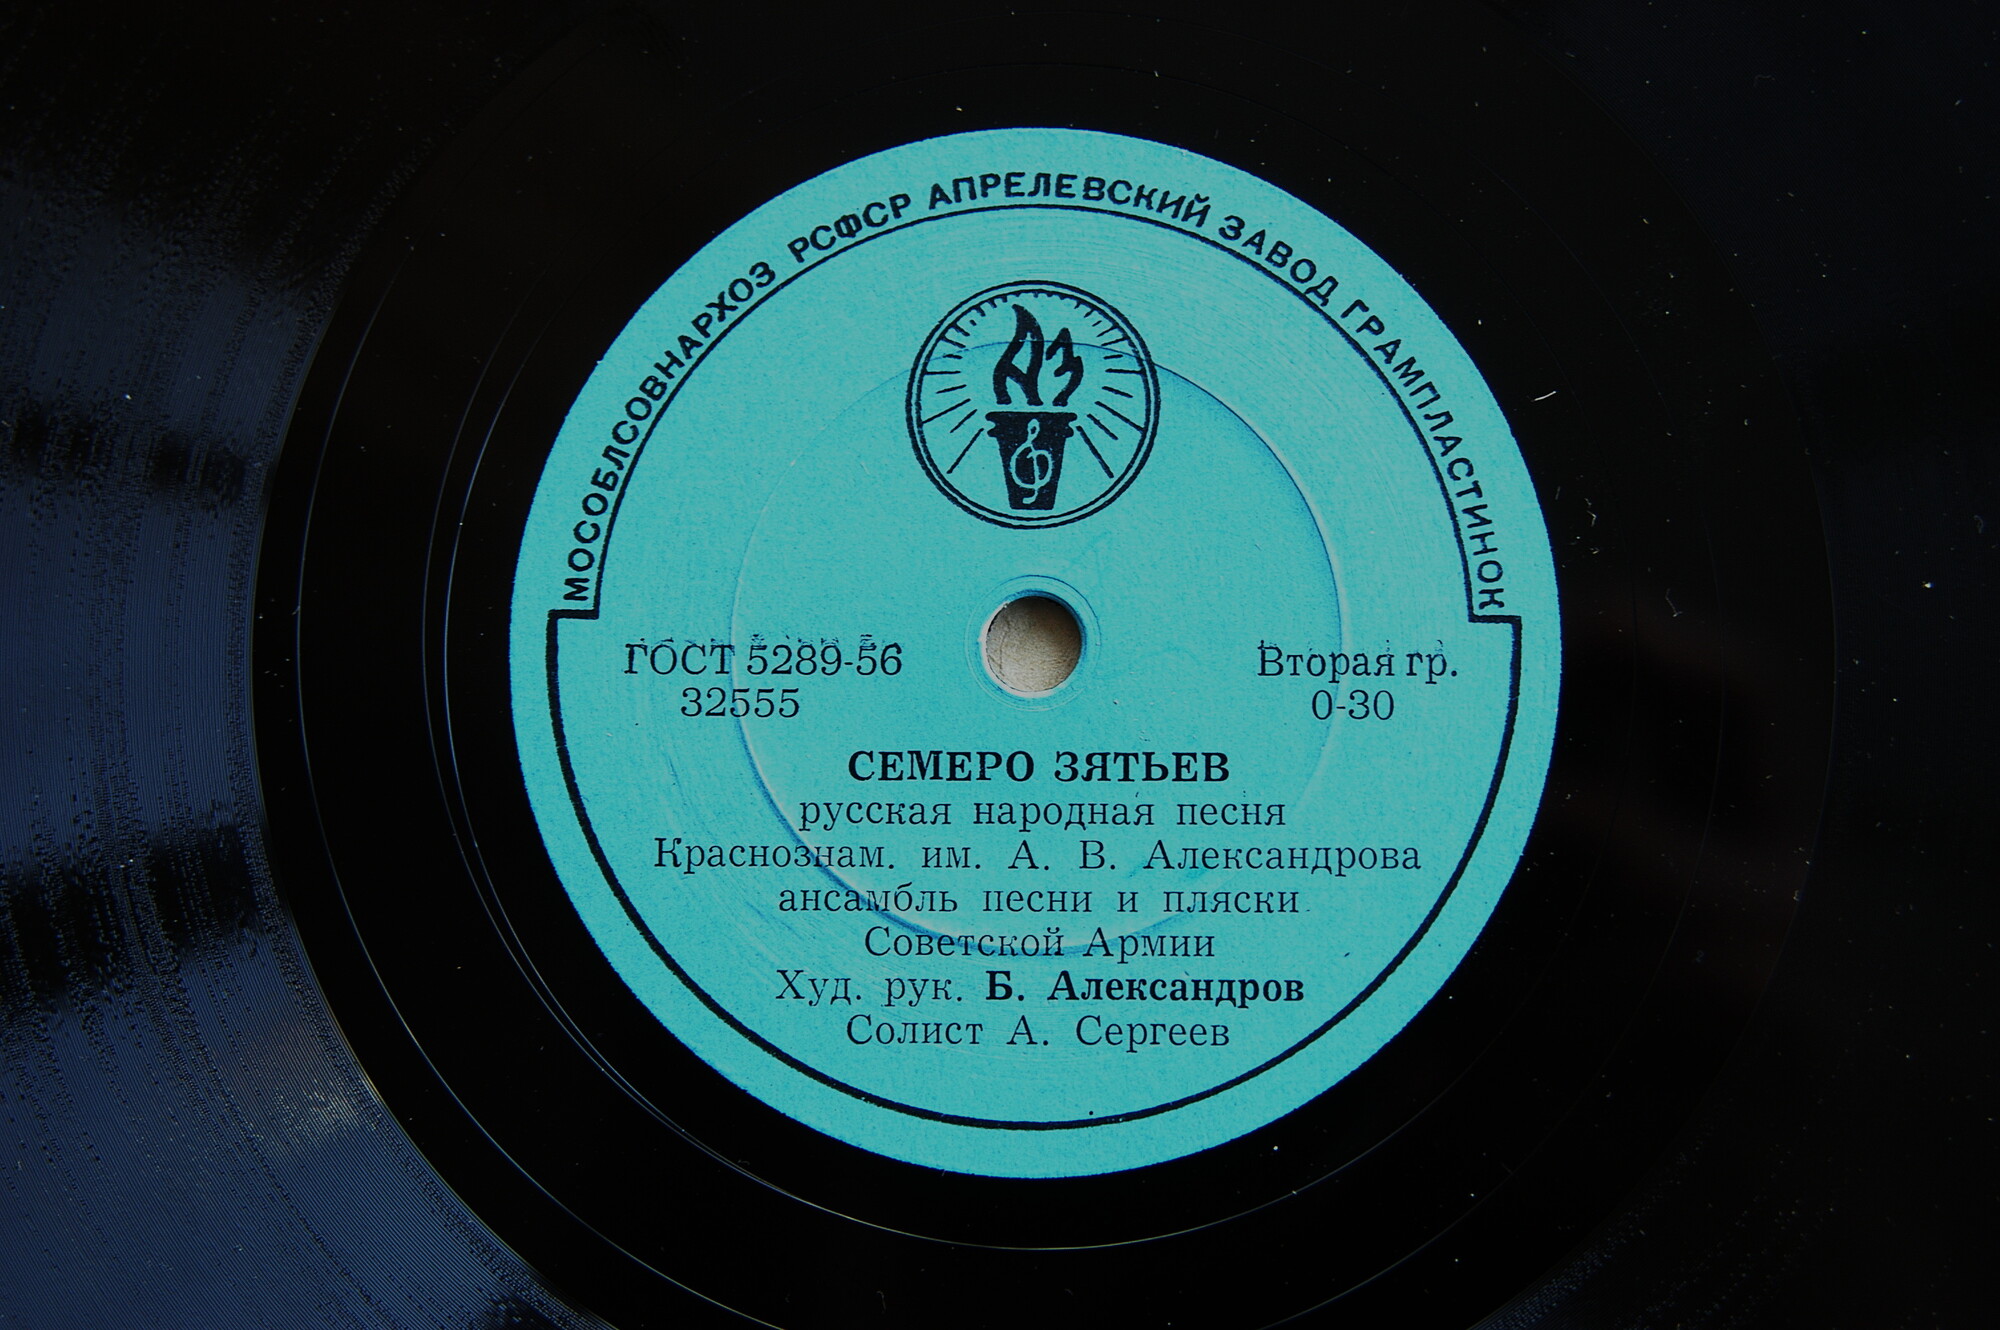 МОСОБЛСОВНАРХОЗ РСФСР АПРЕЛЕВСКИЙ ЗАВОД ГРАМПЛАСТИНОК
АЗ
ГОСТ 5289-56
32555
Вторая гр.
0-30
СЕМЕРО ЗЯТЬЕВ
русская народная песня
Краснознам. им. А. В. Александрова
ансамбль песни и пляски
Советской Армии
Худ. рук. Б. Александров
Солист А. Сергеев